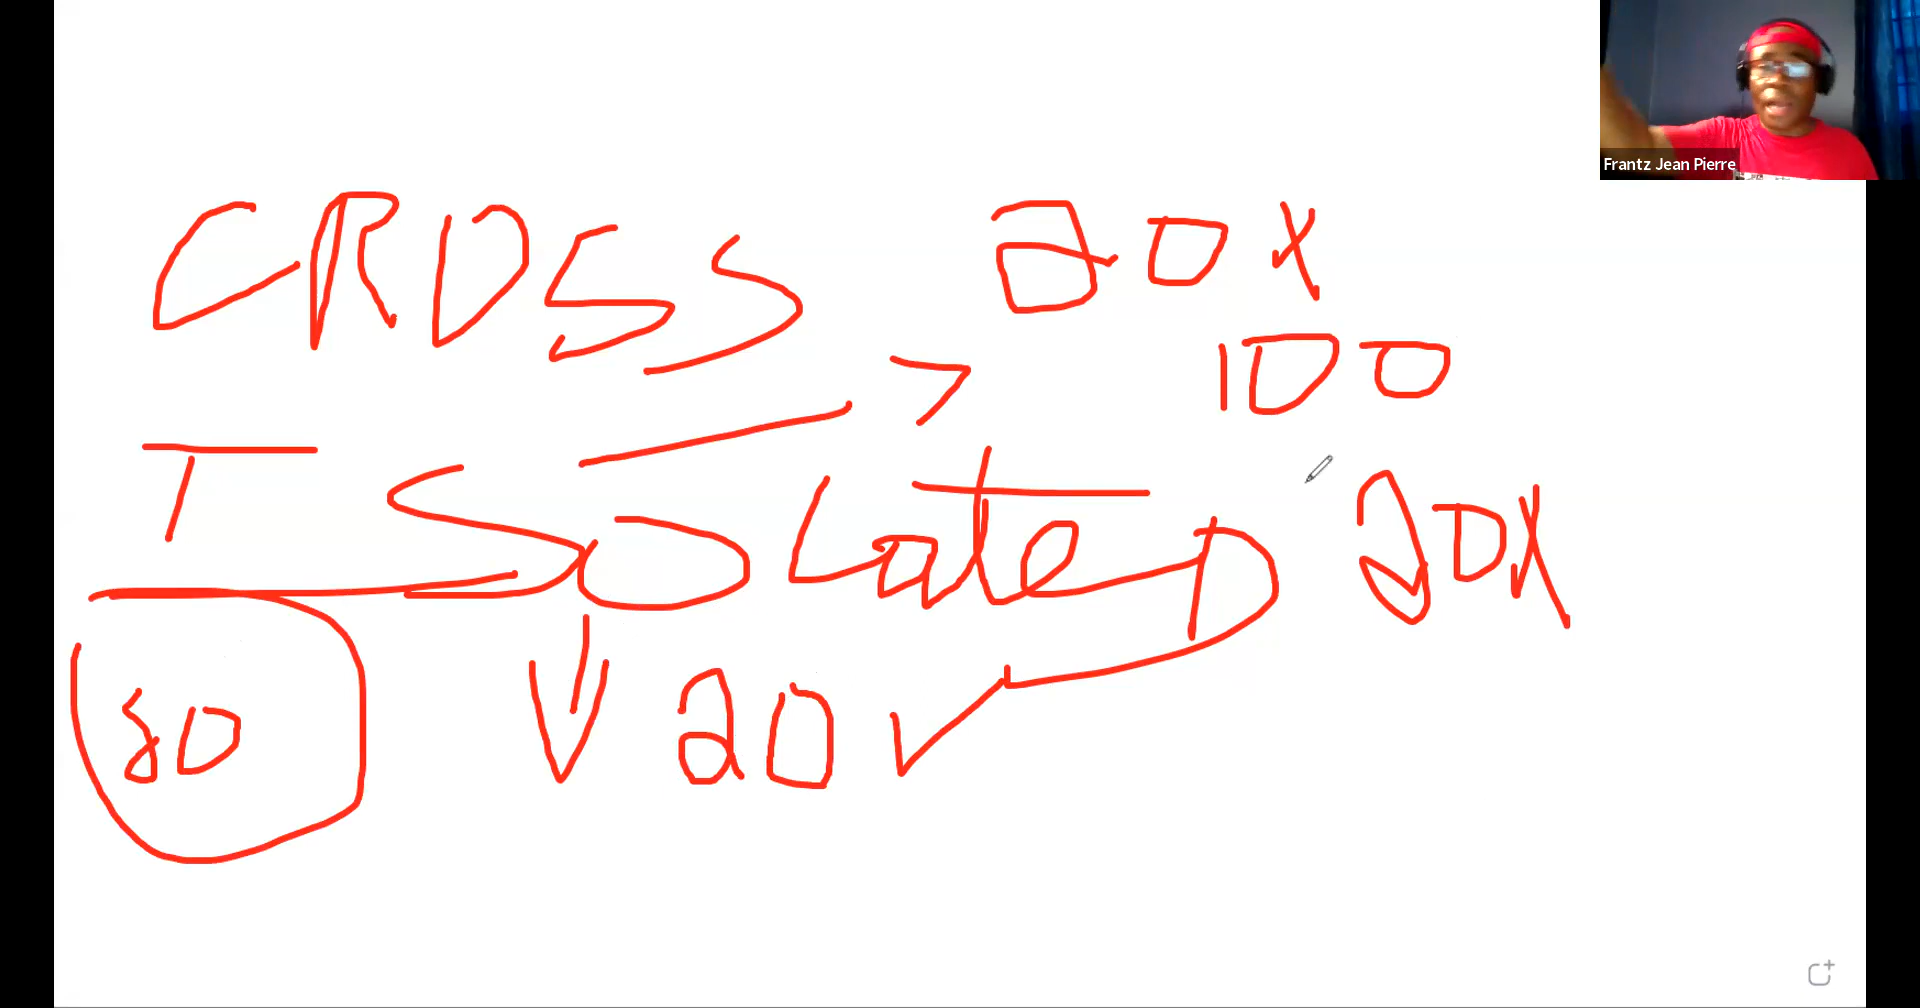 Frantz Jean Pierre
CROSS 20X
100
ISOLateD 20X
80 20